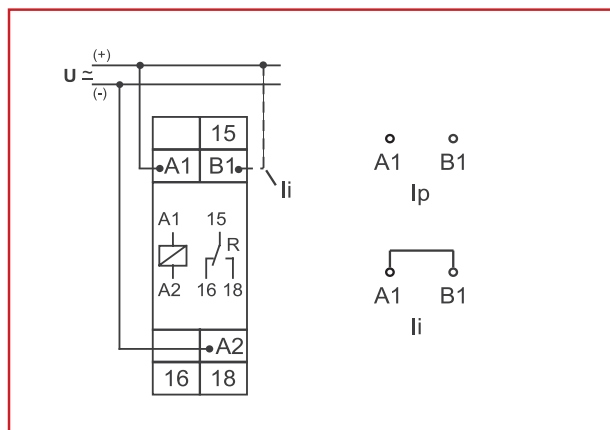 (+)
U ≂
(-)
15
A1 B1
Ii
A1 15
R
A2 16 18
A2
16 18
A1 B1
Ip
A1 B1
Ii